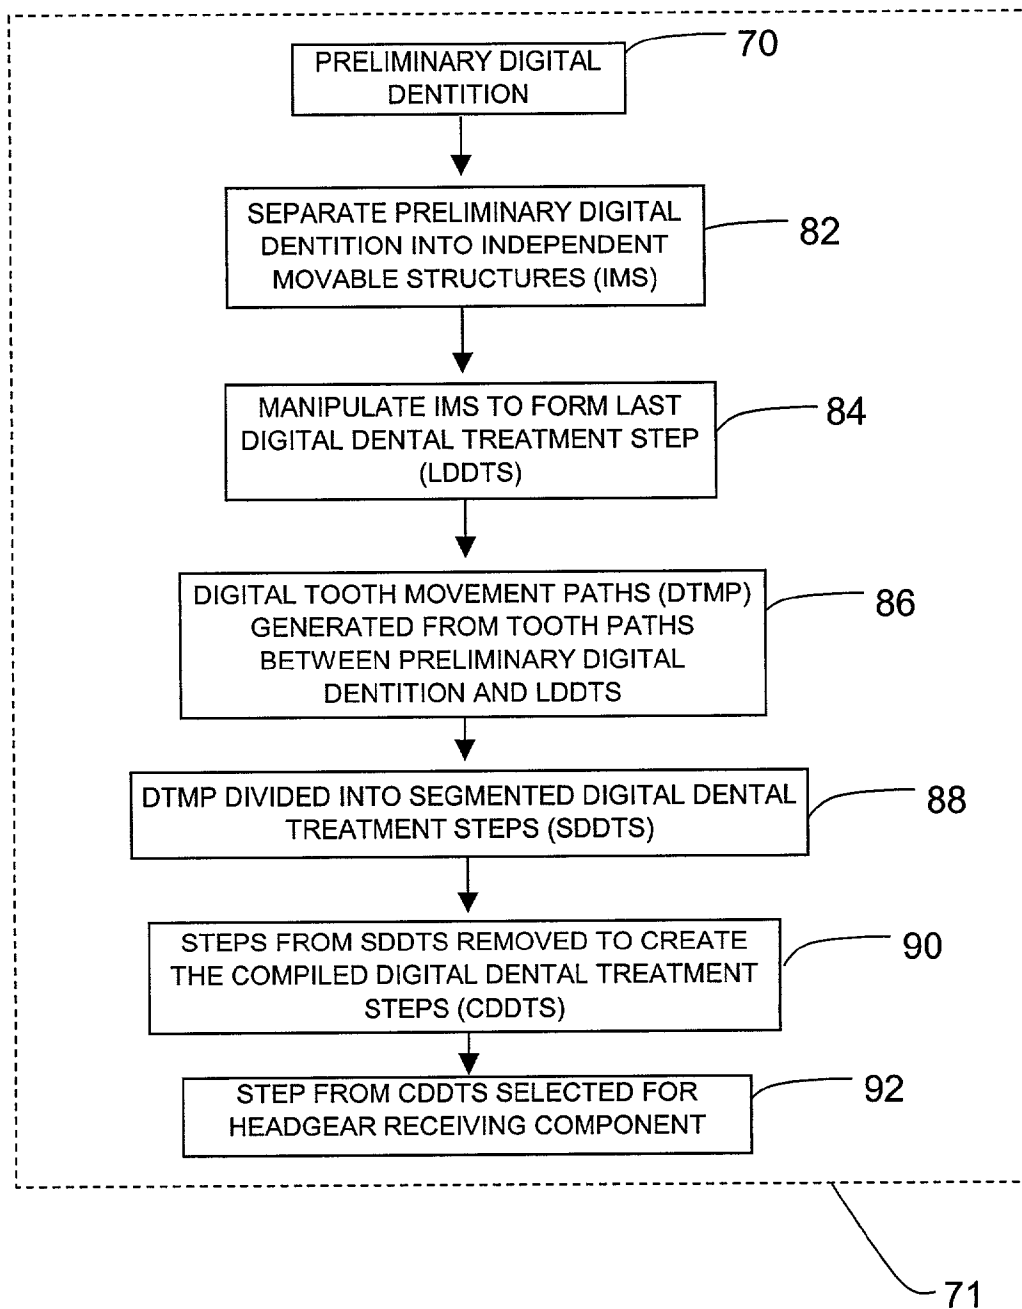 70
PRELIMINARY DIGITAL
DENTITION
SEPARATE PRELIMINARY DIGITAL
DENTITION INTO INDEPENDENT
MOVABLE STRUCTURES (IMS)
82
MANIPULATE IMS TO FORM LAST
DIGITAL DENTAL TREATMENT STEP
(LDDTS)
84
DIGITAL TOOTH MOVEMENT PATHS (DTMP)
GENERATED FROM TOOTH PATHS
BETWEEN PRELIMINARY DIGITAL
DENTITION AND LDDTS
86
DTMP DIVIDED INTO SEGMENTED DIGITAL DENTAL
TREATMENT STEPS (SDDTS)
88
STEPS FROM SDDTS REMOVED TO CREATE
THE COMPILED DIGITAL DENTAL TREATMENT
STEPS (CDDTS)
90
STEP FROM CDDTS SELECTED FOR
HEADGEAR RECEIVING COMPONENT
92
71